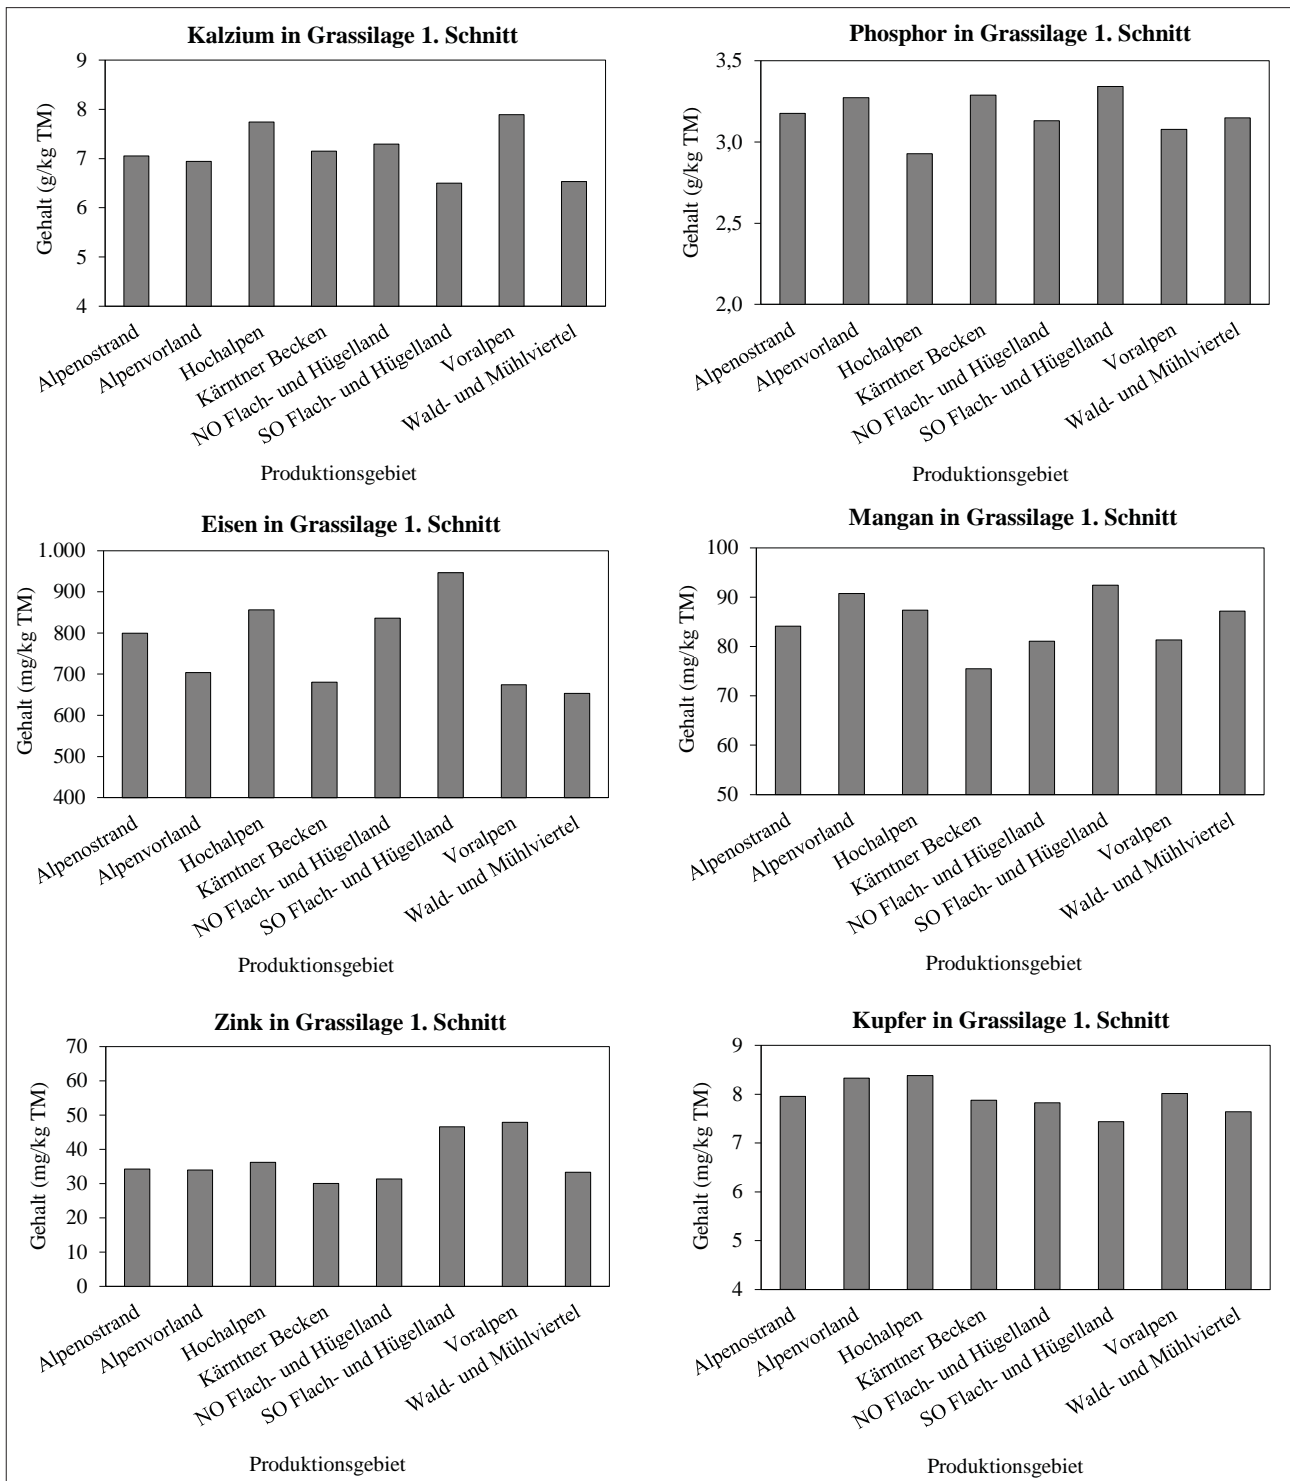 Kalzium in Grassilage 1. Schnitt
9
8
7
6
5
4
Gehalt (g/kg TM)
Alpenostrand
Alpenvorland
Hochalpen
Kärntner Becken
NO Flach- und Hügelland
SO Flach- und Hügelland
Voralpen
Wald- und Mühlviertel
Produktionsgebiet
Phosphor in Grassilage 1. Schnitt
3,5
3,0
2,5
2,0
Gehalt (g/kg TM)
Alpenostrand
Alpenvorland
Hochalpen
Kärntner Becken
NO Flach- und Hügelland
SO Flach- und Hügelland
Voralpen
Wald- und Mühlviertel
Produktionsgebiet
Eisen in Grassilage 1. Schnitt
1.000
900
800
700
600
500
400
Gehalt (mg/kg TM)
Alpenostrand
Alpenvorland
Hochalpen
Kärntner Becken
NO Flach- und Hügelland
SO Flach- und Hügelland
Voralpen
Wald- und Mühlviertel
Produktionsgebiet
Mangan in Grassilage 1. Schnitt
100
90
80
70
60
50
Gehalt (mg/kg TM)
Alpenostrand
Alpenvorland
Hochalpen
Kärntner Becken
NO Flach- und Hügelland
SO Flach- und Hügelland
Voralpen
Wald- und Mühlviertel
Produktionsgebiet
Zink in Grassilage 1. Schnitt
70
60
50
40
30
20
10
0
Gehalt (mg/kg TM)
Alpenostrand
Alpenvorland
Hochalpen
Kärntner Becken
NO Flach- und Hügelland
SO Flach- und Hügelland
Voralpen
Wald- und Mühlviertel
Produktionsgebiet
Kupfer in Grassilage 1. Schnitt
9
8
7
6
5
4
Gehalt (mg/kg TM)
Alpenostrand
Alpenvorland
Hochalpen
Kärntner Becken
NO Flach- und Hügelland
SO Flach- und Hügelland
Voralpen
Wald- und Mühlviertel
Produktionsgebiet